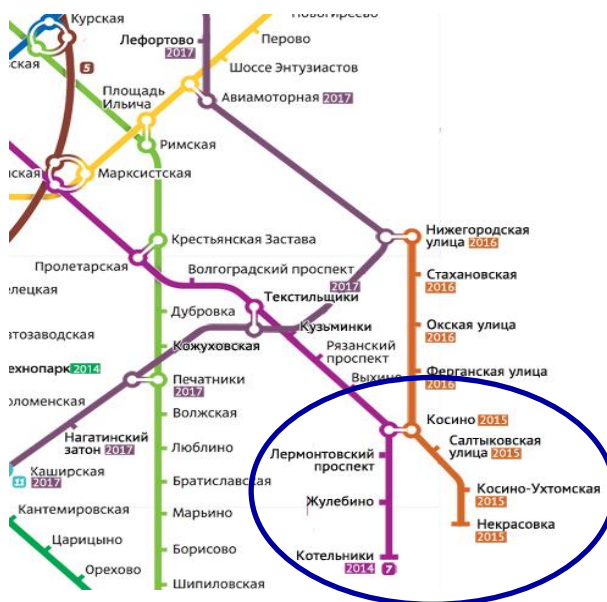 Новогиреево
Курская
Лефортово
2017
Перово
5
Шоссе Энтузиастов
Площадь
Ильича
Авиамоторная 2017
Римская
Марксистская
Крестьянская Застава
Нижегородская
улица 2016
Пролетарская
Волгоградский проспект
2017
Стахановская
2016
Текстильщики
Дубровка
Кузьминки
Окская улица
2016
Кожуховская
Рязанский
проспект
2014
Печатники
2017
Выхино
Ферганская улица
2016
Волжская
Косино 2015
Нагатинский
затон 2017
Люблино
Лермонтовский
проспект
Салтыковская
улица 2015
11
Каширская
2017
Братиславская
Косино-Ухтомская
2015
Жулебино
Кантемировская
Марьино
Некрасовка
2015
Царицыно
Борисово
Котельники
2014 7
Орехово
Шипиловская